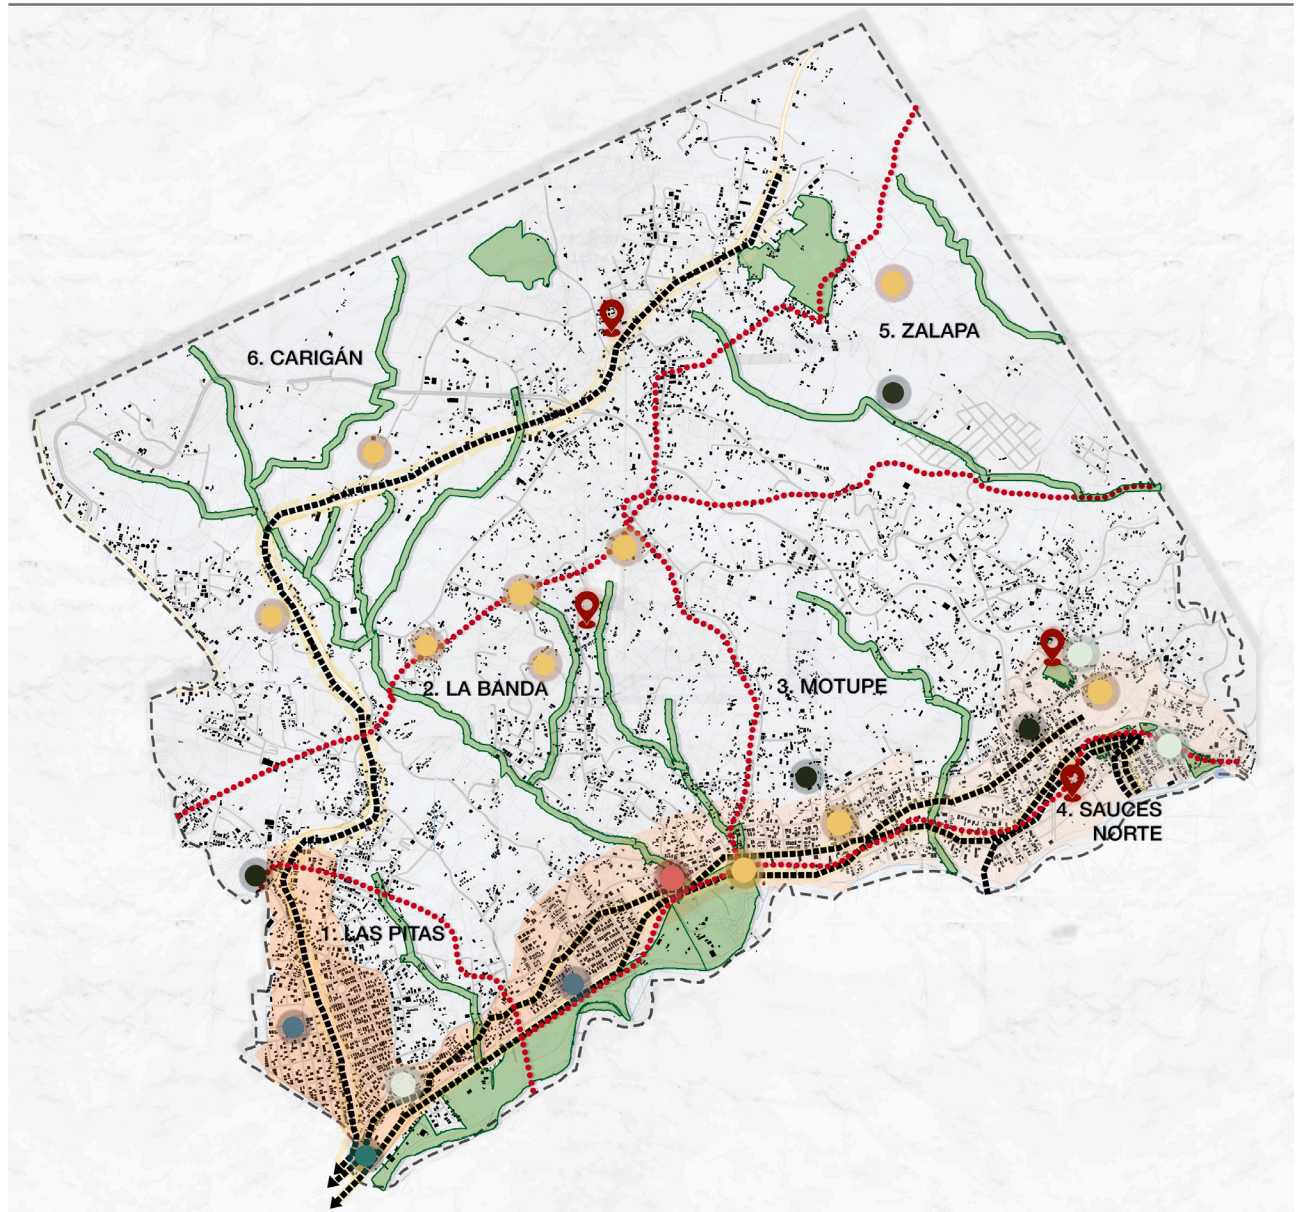 6. CARIGÁN
5. ZALAPA
2. LA BANDA
3. MOTUPE
4. SAUCES
NORTE
1. LAS PITAS